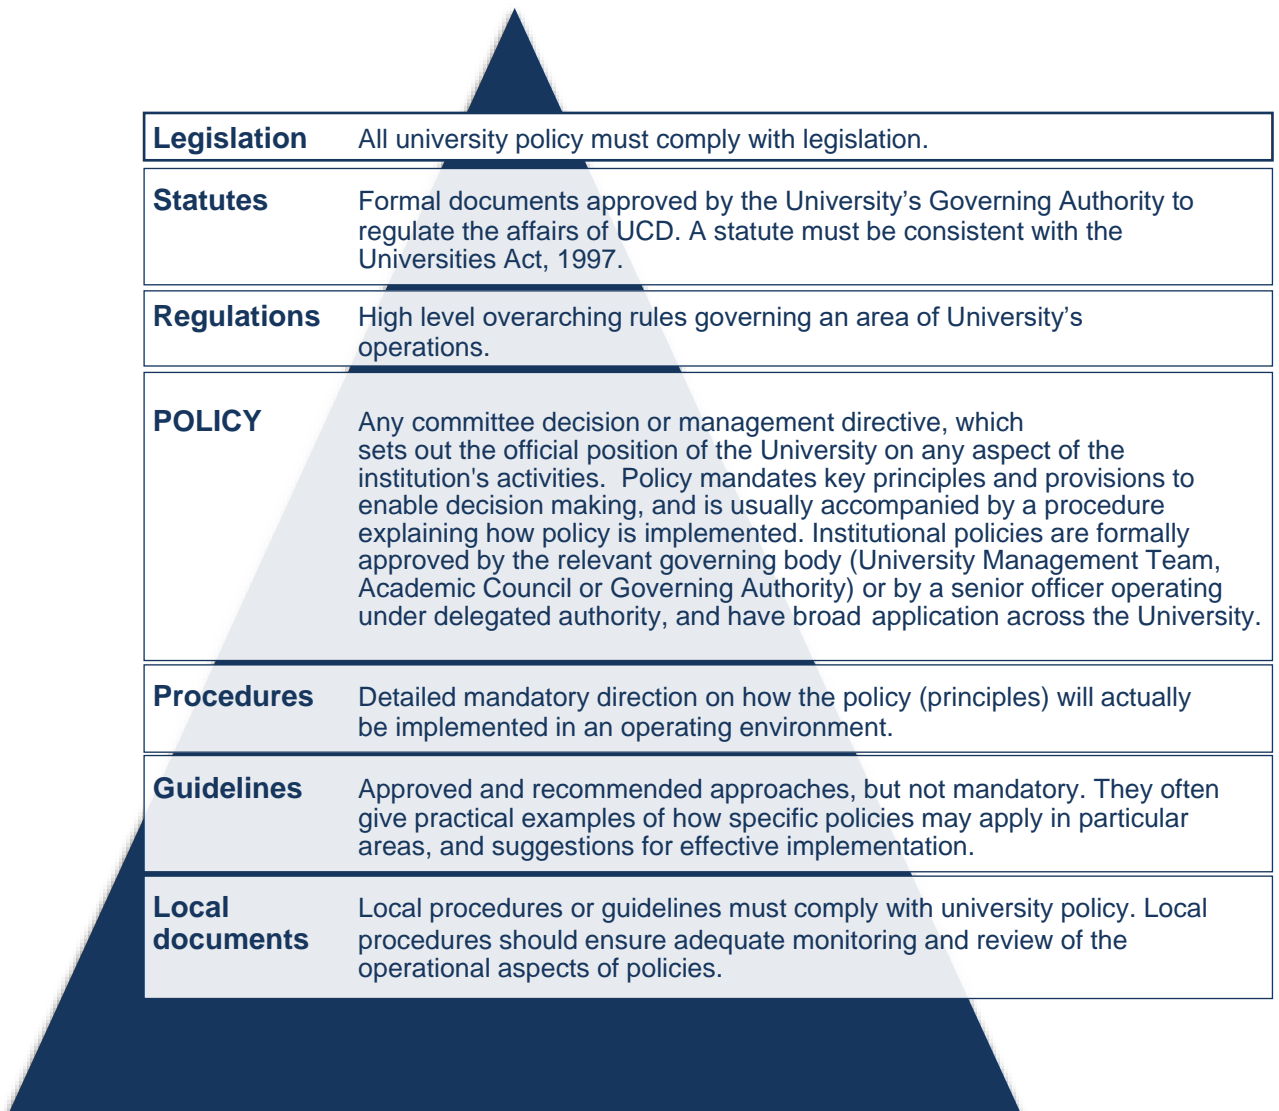 Legislation All university policy must comply with legislation.
Statutes Formal documents approved by the University’s Governing Authority to
regulate the affairs of UCD. A statute must be consistent with the
Universities Act, 1997.
Regulations High level overarching rules governing an area of University’s
operations.
POLICY Any committee decision or management directive, which
sets out the official position of the University on any aspect of the
institution's activities.  Policy mandates key principles and provisions to
enable decision making, and is usually accompanied by a procedure
explaining how policy is implemented. Institutional policies are formally
approved by the relevant governing body (University Management Team,
Academic Council or Governing Authority) or by a senior officer operating
under delegated authority, and have broad application across the University.
Procedures Detailed mandatory direction on how the policy (principles) will actually
be implemented in an operating environment.
Guidelines Approved and recommended approaches, but not mandatory. They often
give practical examples of how specific policies may apply in particular
areas, and suggestions for effective implementation.
Local documents Local procedures or guidelines must comply with university policy. Local
procedures should ensure adequate monitoring and review of the
operational aspects of policies.